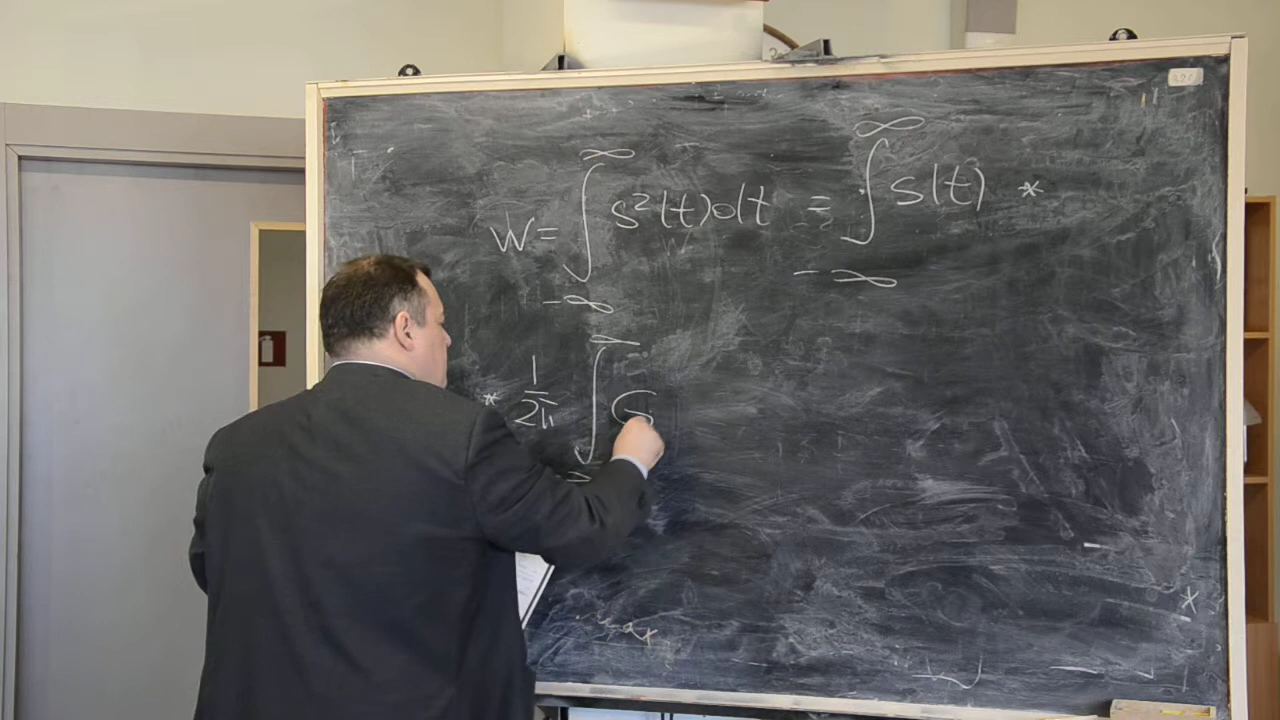 W = ∫_{-∞}^{∞} s²(t)dt = ∫_{-∞}^{∞} s(t) *
* 1/2π ∫ G
*